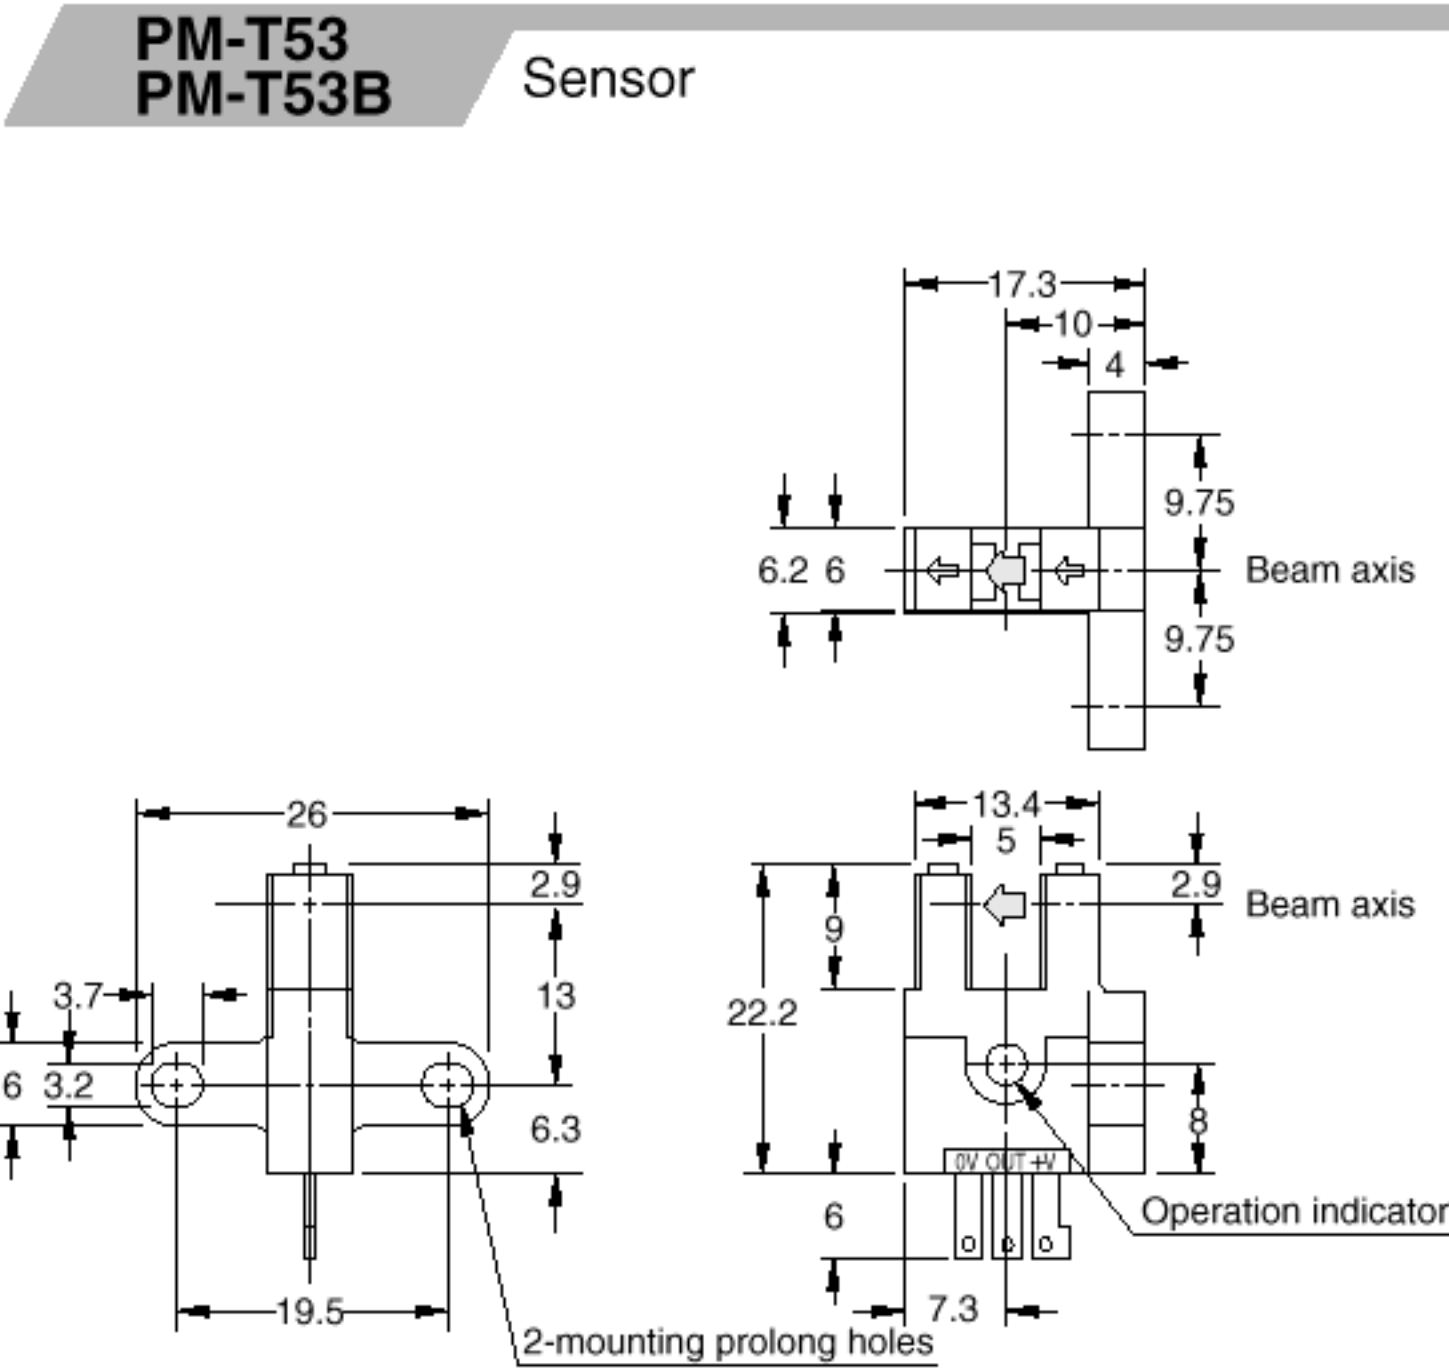 PM-T53
PM-T53B
Sensor
17.3
10
4
9.75
6.2 6
Beam axis
9.75
26
2.9
13
6.3
3.7
6 3.2
19.5
2-mounting prolong holes
13.4
5
2.9
Beam axis
9
22.2
8
0V OUT +V
6
Operation indicator
7.3